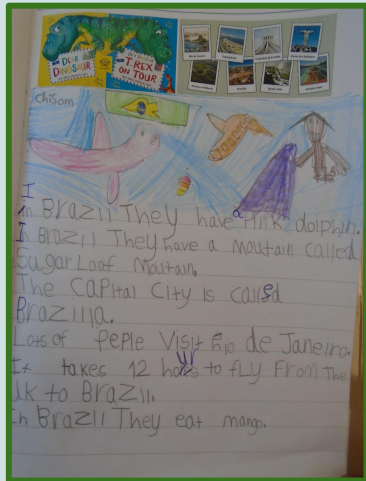 DEAR
DINOSAUR
T. REX
ON TOUR
Chisom
I
In BRazil They have a Pink dolphin.
In BRazil They have a Moutain called
Sugar Loaf Moutain.
The Capital City is called
Brazilla.
Lots of Peple Visit Rio de Janeiro.
It takes 12 hours to fly From The
Uk to Brazil.
In BRazil They eat mango.